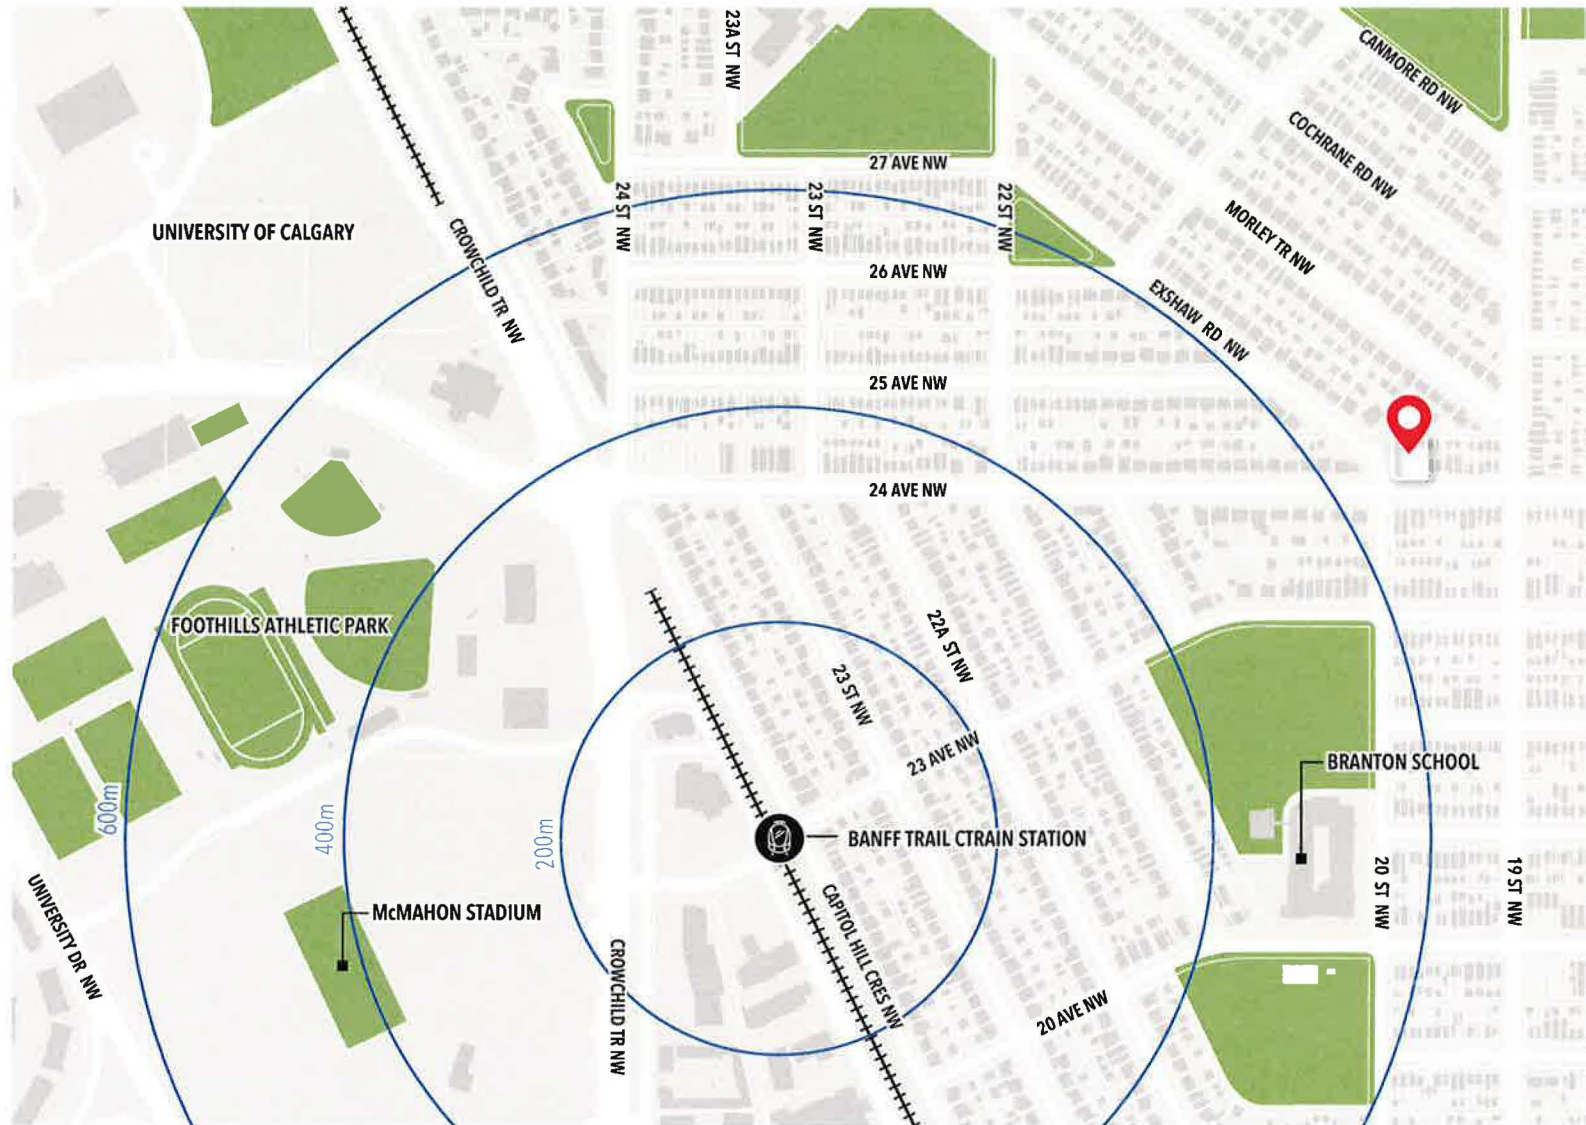 23A ST NW
CANMORE RD NW
COCHRANE RD NW
27 AVE NW
24 ST NW
23 ST NW
22 ST NW
MORLEY TR NW
UNIVERSITY OF CALGARY
CROWCHILD TR NW
26 AVE NW
EXSHAW RD NW
25 AVE NW
24 AVE NW
FOOTHILLS ATHLETIC PARK
22A ST NW
23 ST NW
23 AVE NW
BRANTON SCHOOL
600m
400m
200m
BANFF TRAIL CTRAIN STATION
20 ST NW
19 ST NW
McMAHON STADIUM
UNIVERSITY DR NW
CAPITOL HILL CRES NW
CROWCHILD TR NW
20 AVE NW